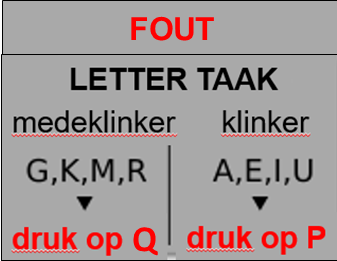 FOUT
LETTER TAAK
medeklinker klinker
G,K,M,R A,E,I,U
druk op Q druk op P